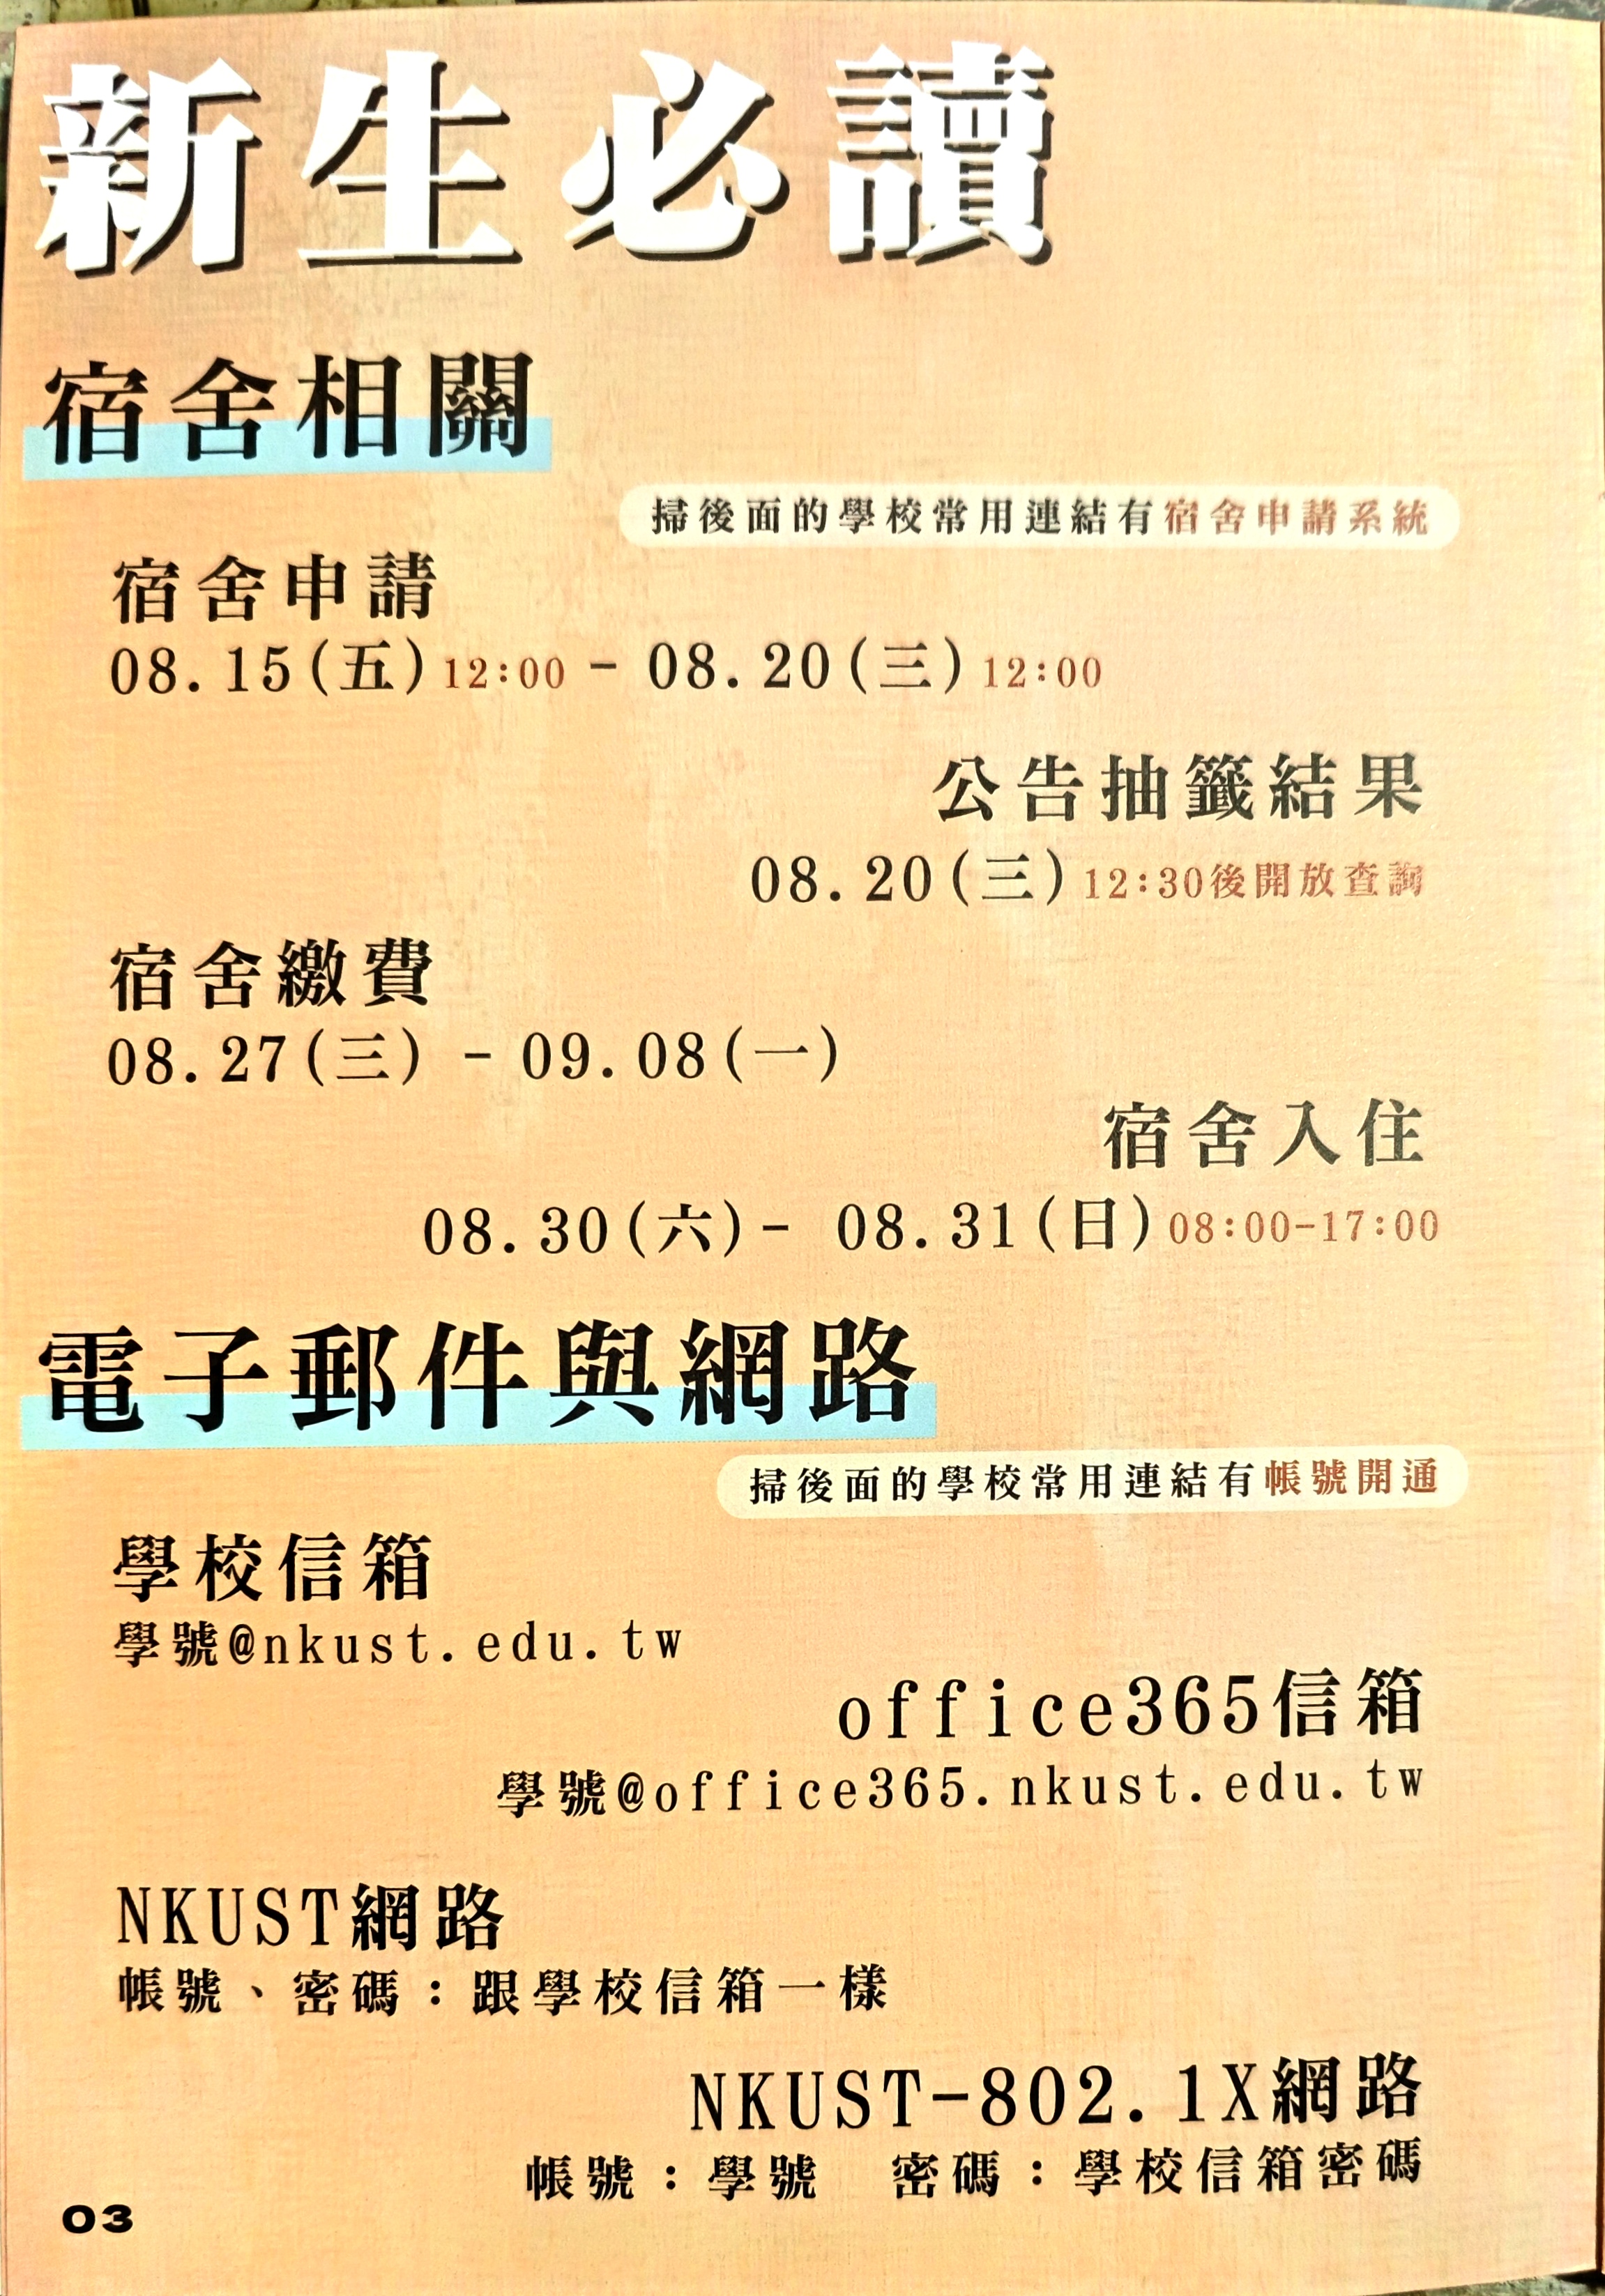 新生必讀
宿舍相關
掃後面的學校常用連結有宿舍申請系統
宿舍申請
08.15(五)12:00 - 08.20(三)12:00
公告抽籤結果
08.20(三)12:30後開放查詢
宿舍繳費
08.27(三) - 09.08(一)
宿舍入住
08.30(六)- 08.31(日)08:00-17:00
電子郵件與網路
掃後面的學校常用連結有帳號開通
學校信箱
學號@nkust.edu.tw
office365信箱
學號@office365.nkust.edu.tw
NKUST網路
帳號、密碼：跟學校信箱一樣
NKUST-802.1X網路
帳號：學號　密碼：學校信箱密碼
03